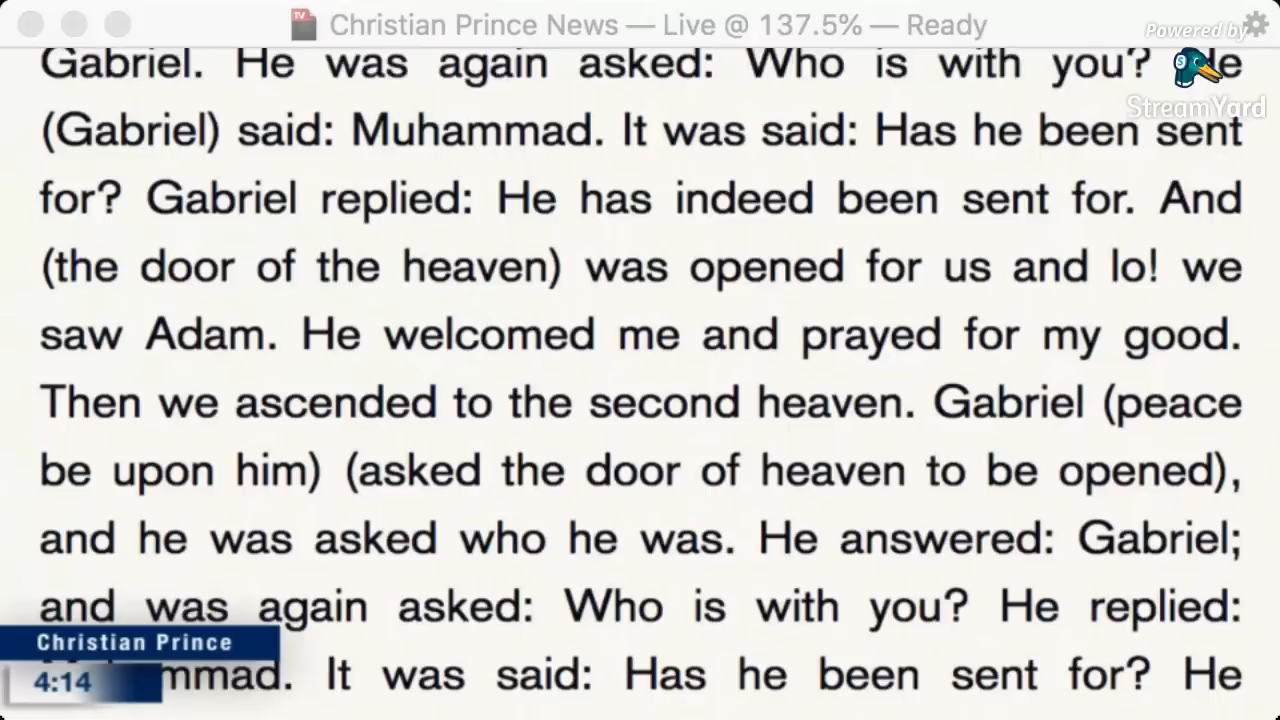 Christian Prince News — Live @ 137.5% — Ready
Powered by
StreamYard
Gabriel. He was again asked: Who is with you? He
(Gabriel) said: Muhammad. It was said: Has he been sent
for? Gabriel replied: He has indeed been sent for. And
(the door of the heaven) was opened for us and lo! we
saw Adam. He welcomed me and prayed for my good.
Then we ascended to the second heaven. Gabriel (peace
be upon him) (asked the door of heaven to be opened),
and he was asked who he was. He answered: Gabriel;
and was again asked: Who is with you? He replied:
mmad. It was said: Has he been sent for? He
Christian Prince
4:14